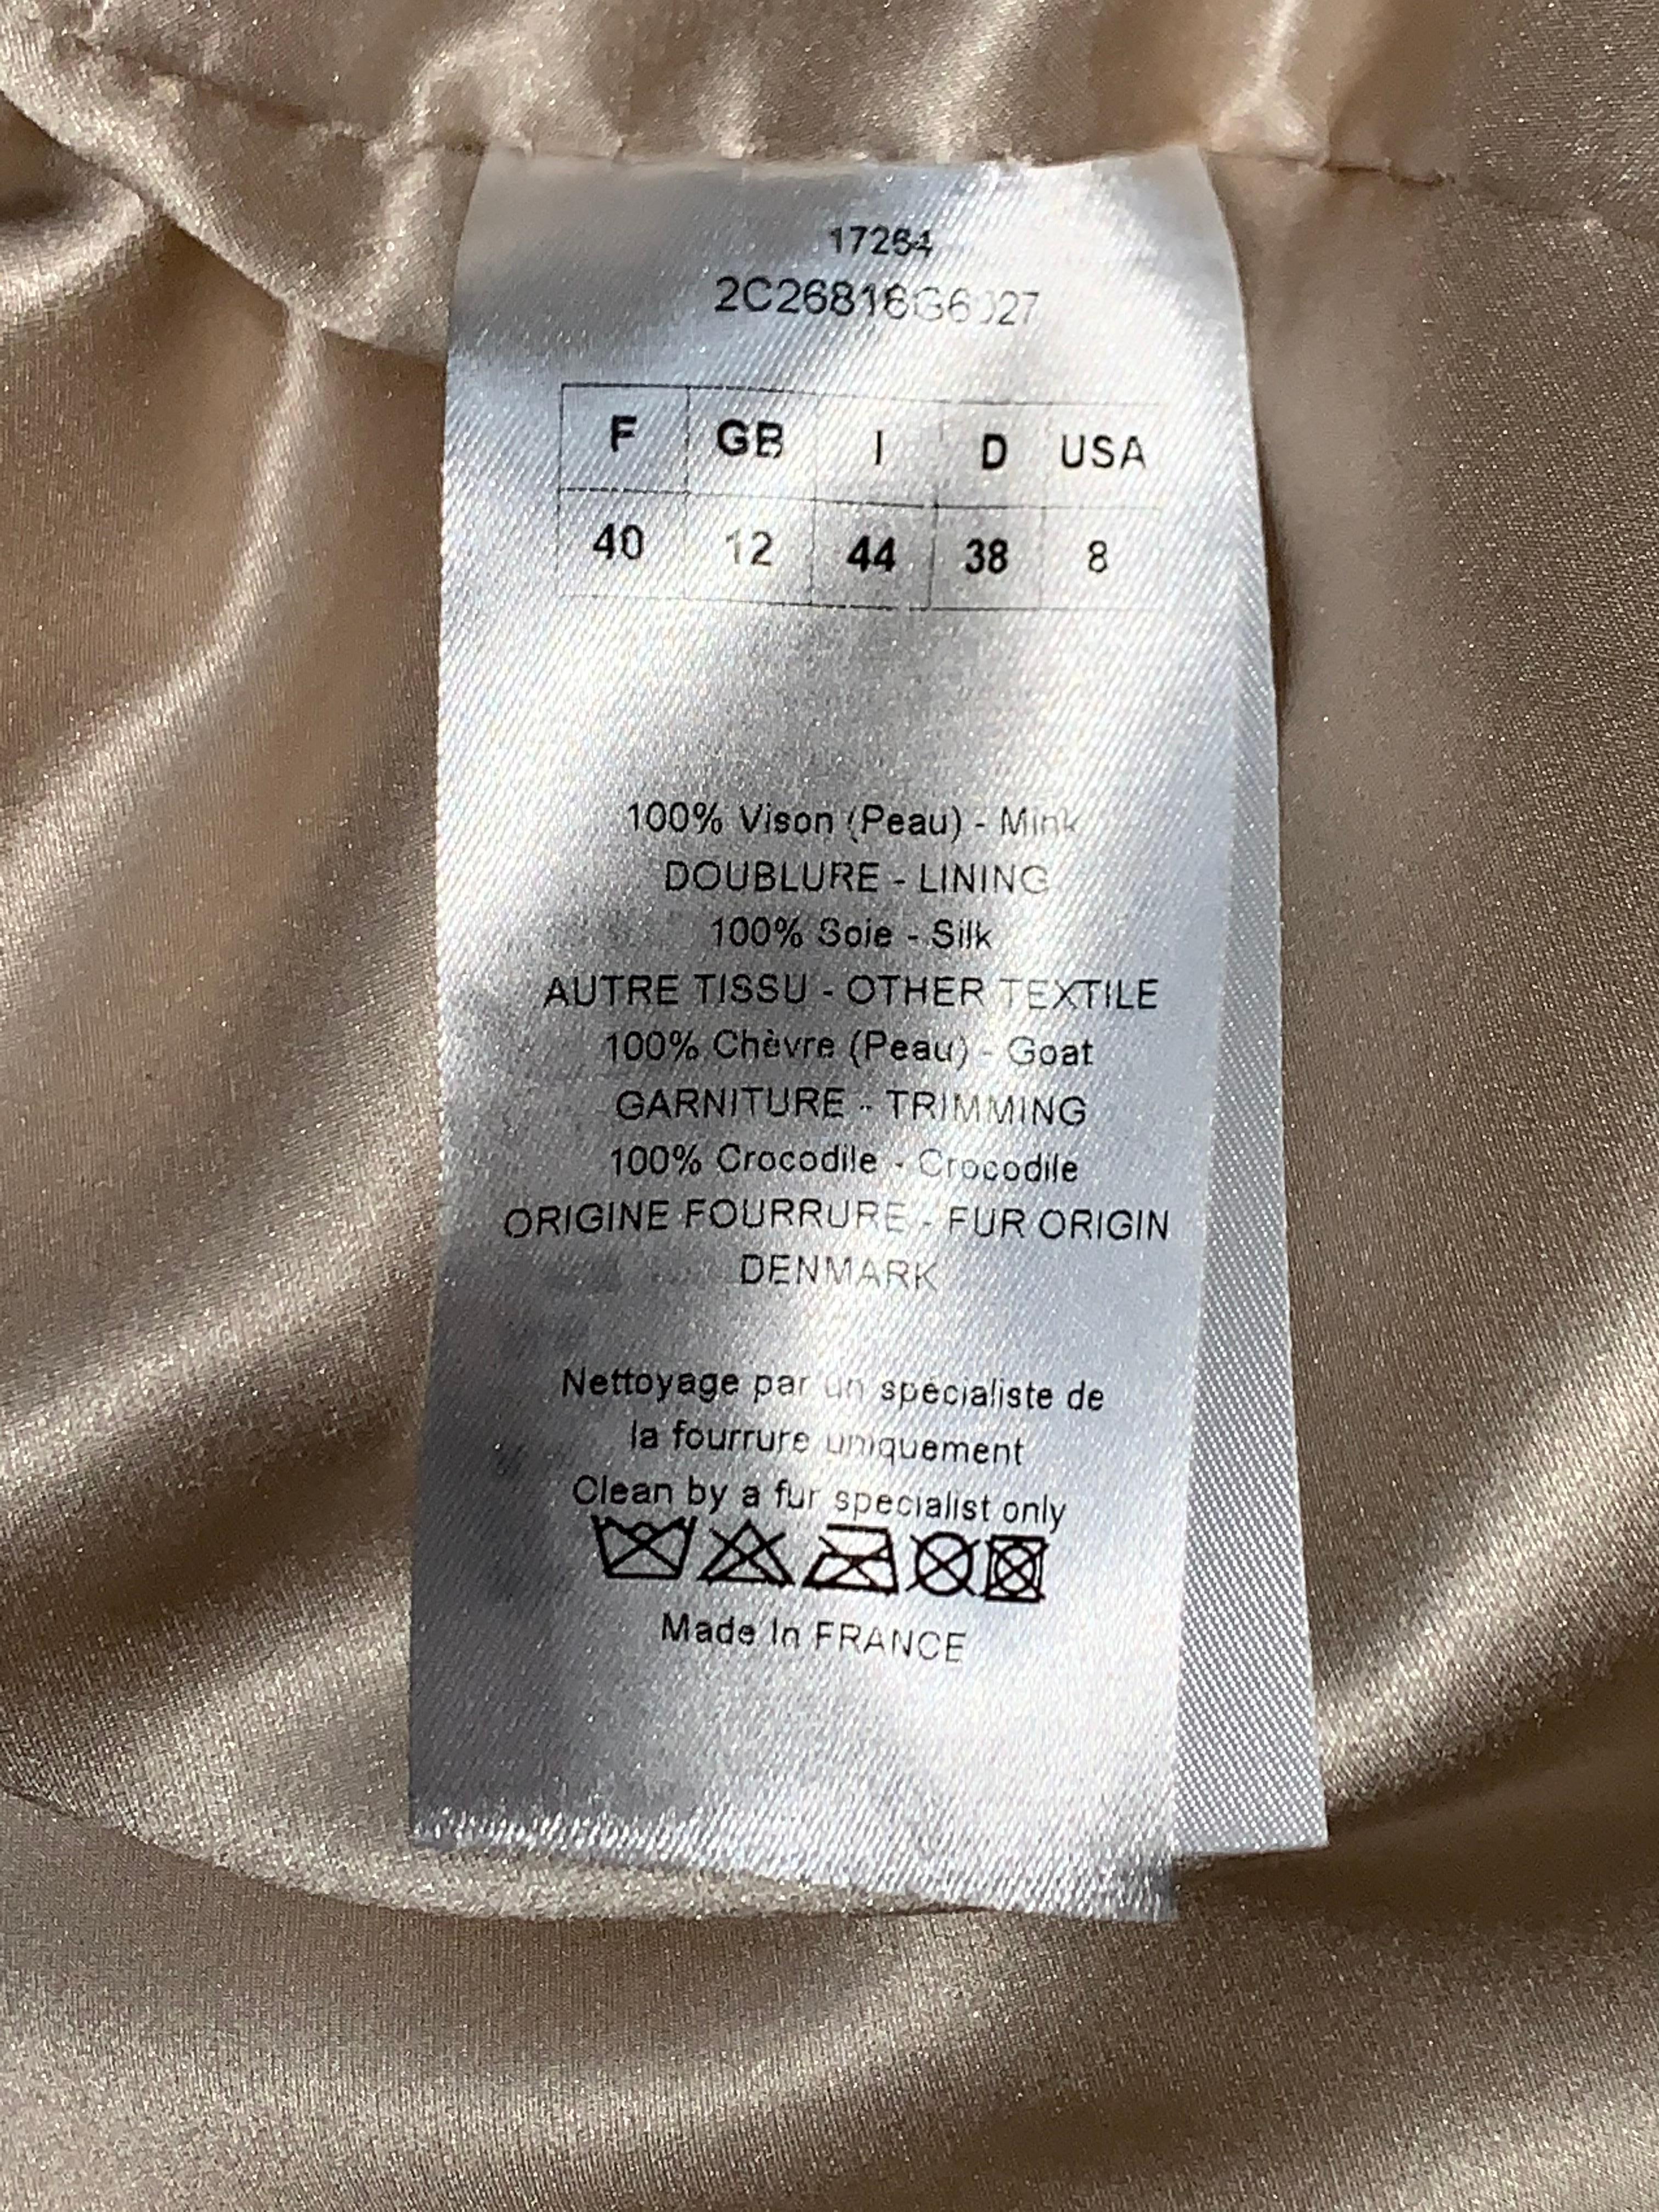 17264
F GB I D USA
40 12 44 38 8
100% Vison (Peau) - Mink
DOUBLURE - LINING
100% Soie - Silk
AUTRE TISSU - OTHER TEXTILE
100% Chèvre (Peau) - Goat
GARNITURE - TRIMMING
100% Crocodile - Crocodile
ORIGINE FOURRURE - FUR ORIGIN
DENMARK
Nettoyage par un specialiste de
la fourrure uniquement
Clean by a fur specialist only
Made In FRANCE